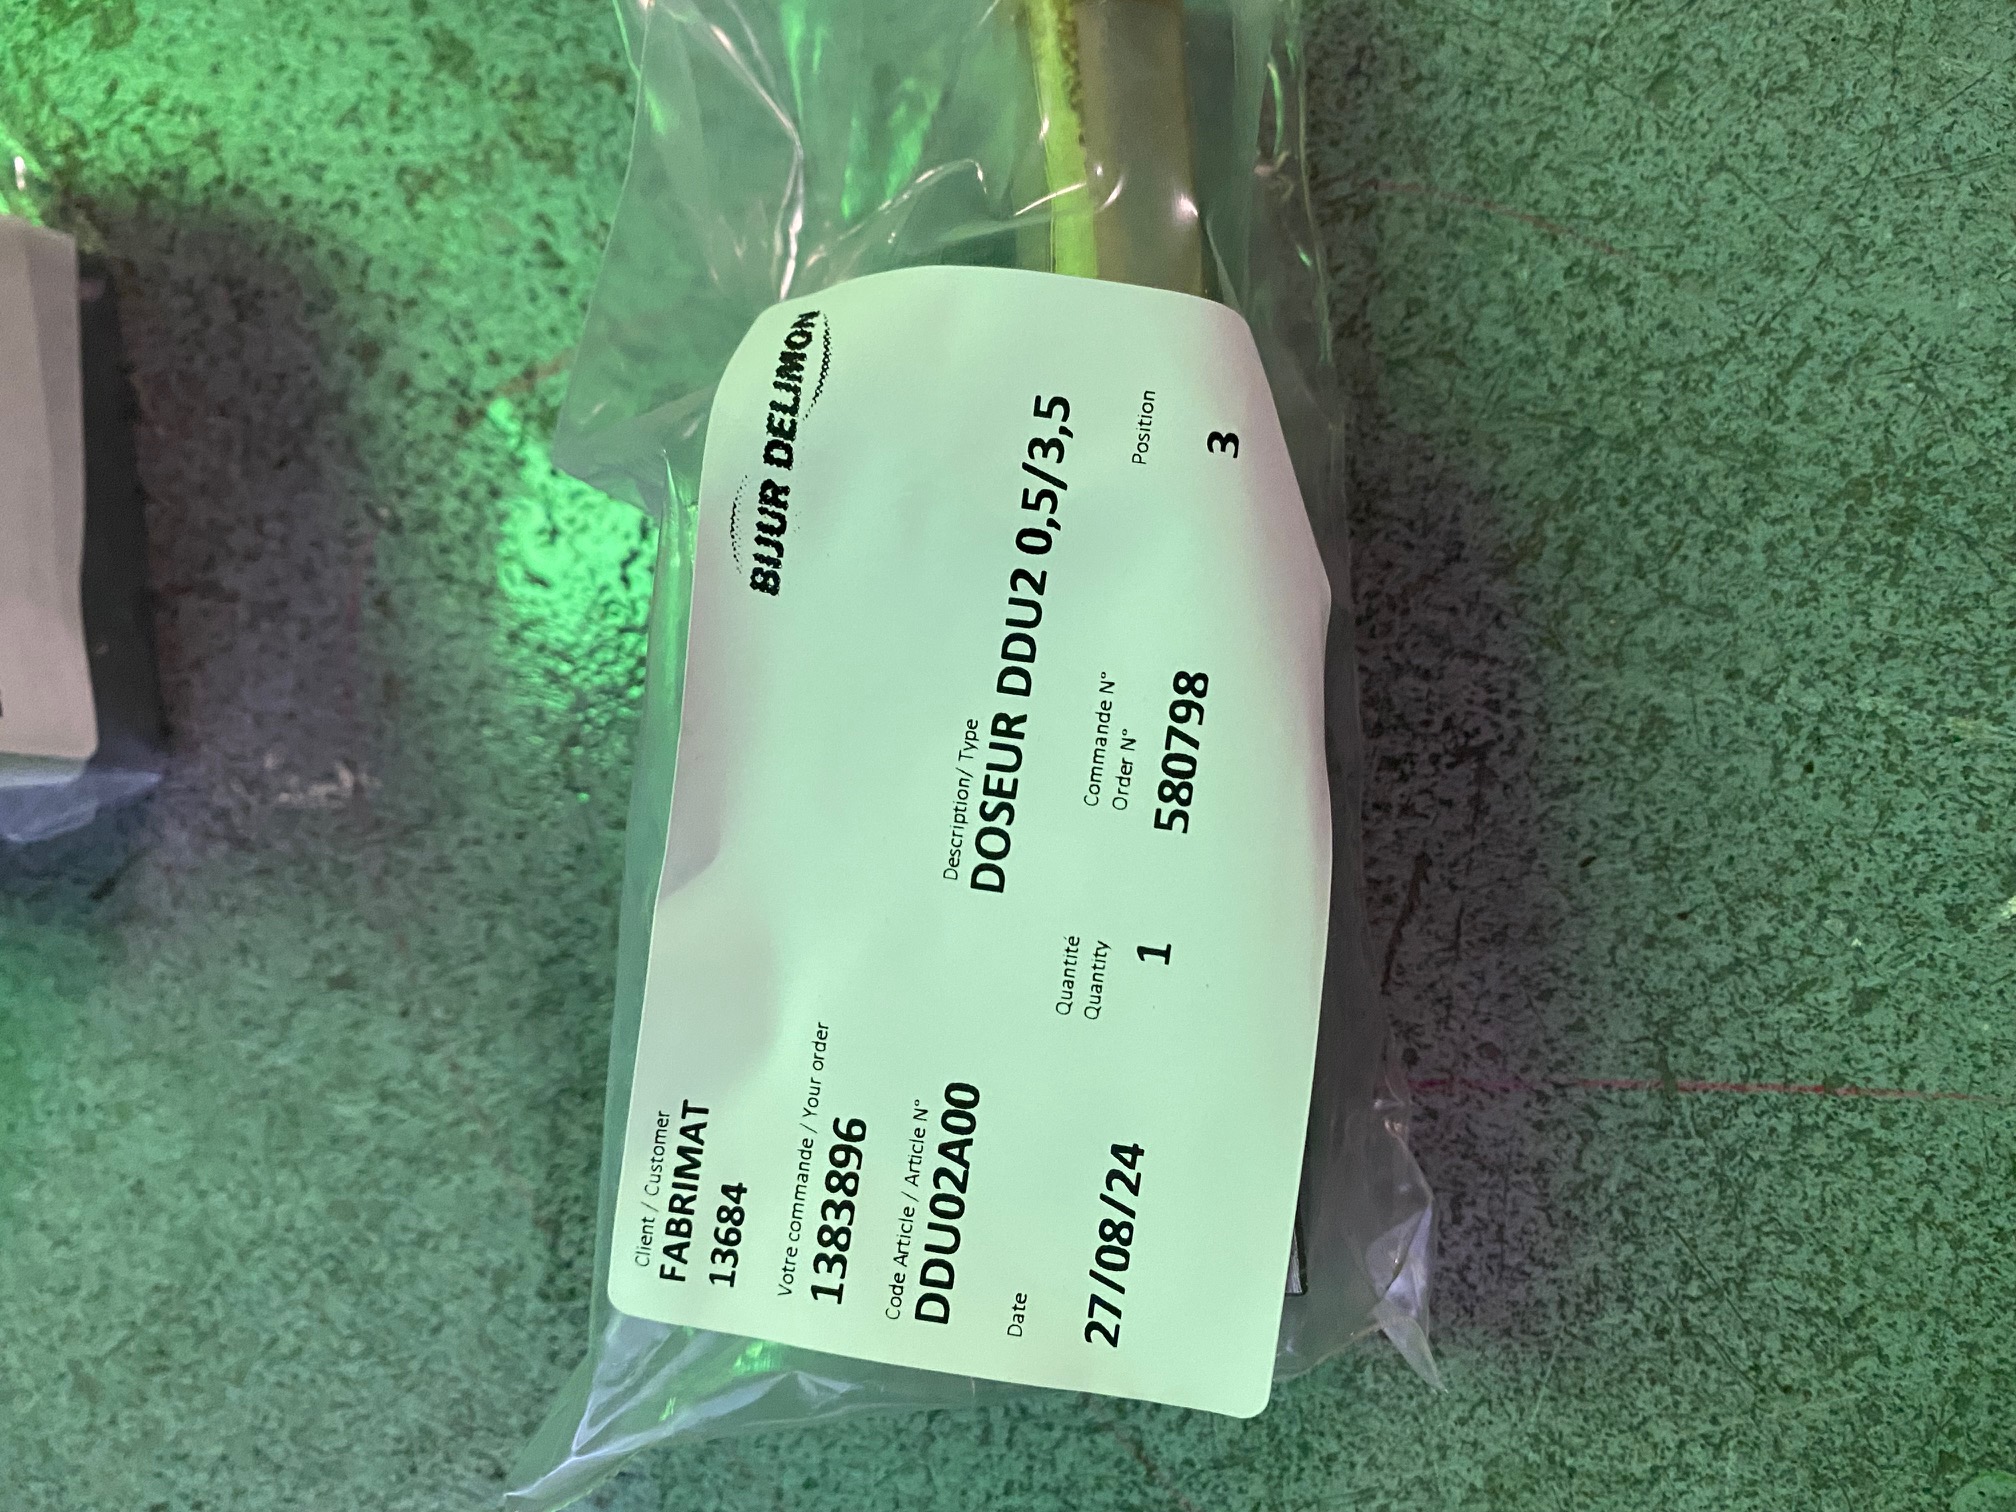 BIJUR DELIMON
Client / Customer
FABRIMAT
13684
Votre commande / Your order
1383896
Code Article / Article N°
DDU02A00
Description/ Type
DOSEUR DDU2 0,5/3,5
Date
27/08/24
Quantité
Quantity
1
Commande N°
Order N°
580798
Position
3